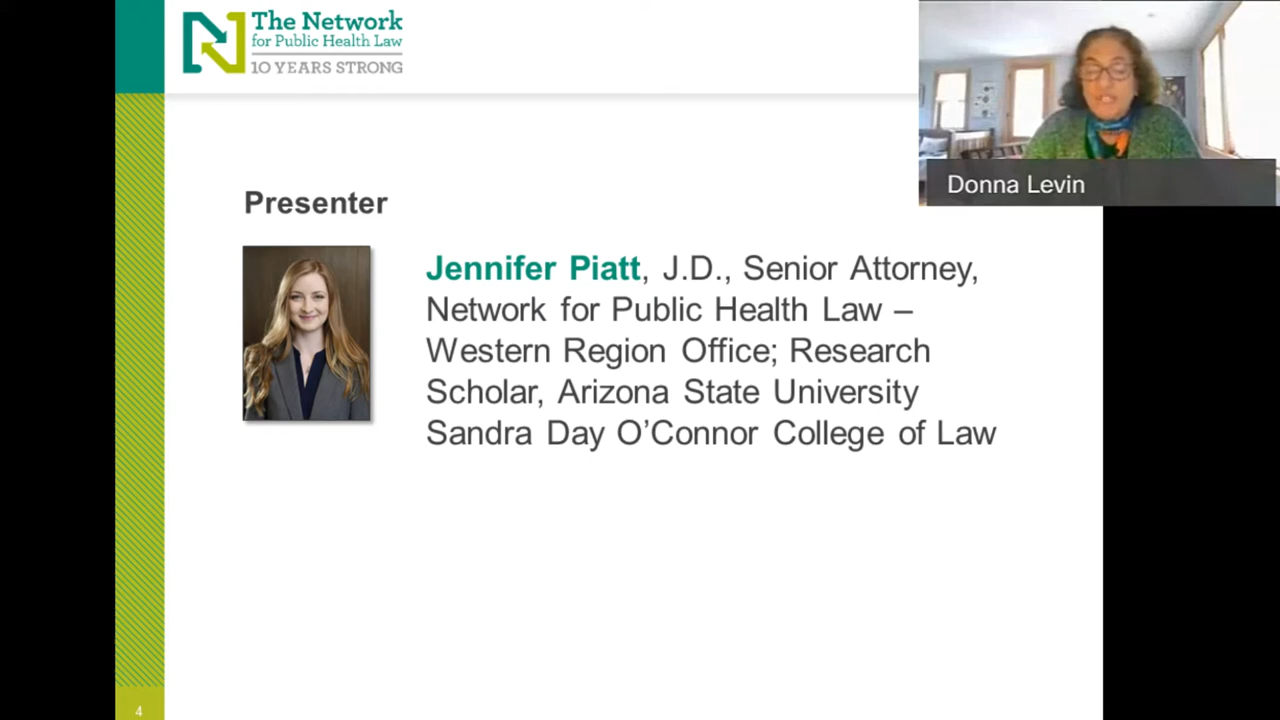 The Network
for Public Health Law
10 YEARS STRONG
Donna Levin
Presenter
Jennifer Piatt, J.D., Senior Attorney,
Network for Public Health Law –
Western Region Office; Research
Scholar, Arizona State University
Sandra Day O’Connor College of Law
4